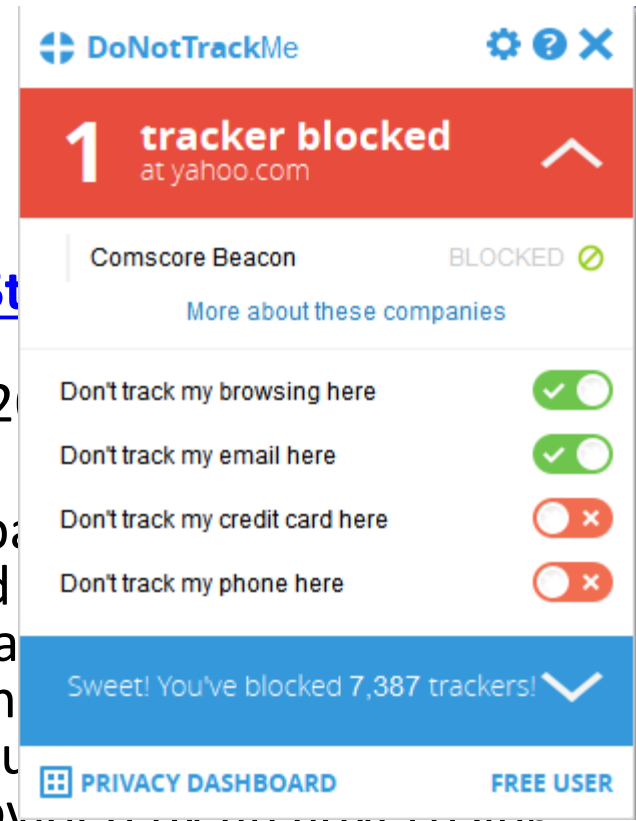 DoNotTrackMe
1 tracker blocked
at yahoo.com
Comscore Beacon BLOCKED
More about these companies
Don't track my browsing here
Don't track my email here
Don't track my credit card here
Don't track my phone here
Sweet! You've blocked 7,387 trackers!
PRIVACY DASHBOARD FREE USER